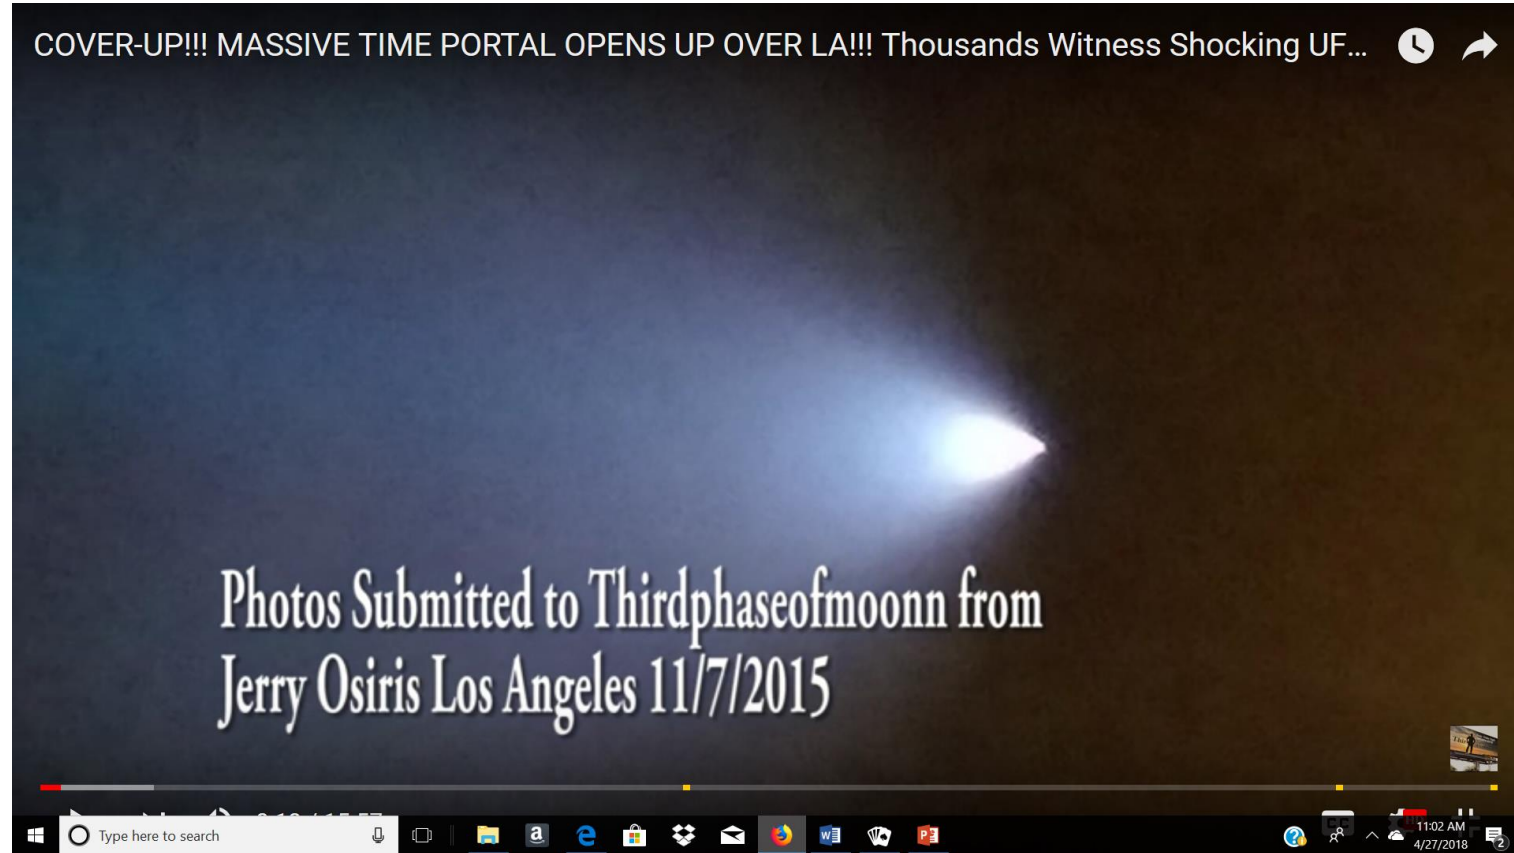 COVER-UP!!! MASSIVE TIME PORTAL OPENS UP OVER LA!!! Thousands Witness Shocking UF...
Photos Submitted to Thirdphaseofmoonn from
Jerry Osiris Los Angeles 11/7/2015
Type here to search
11:02 AM
4/27/2018
2